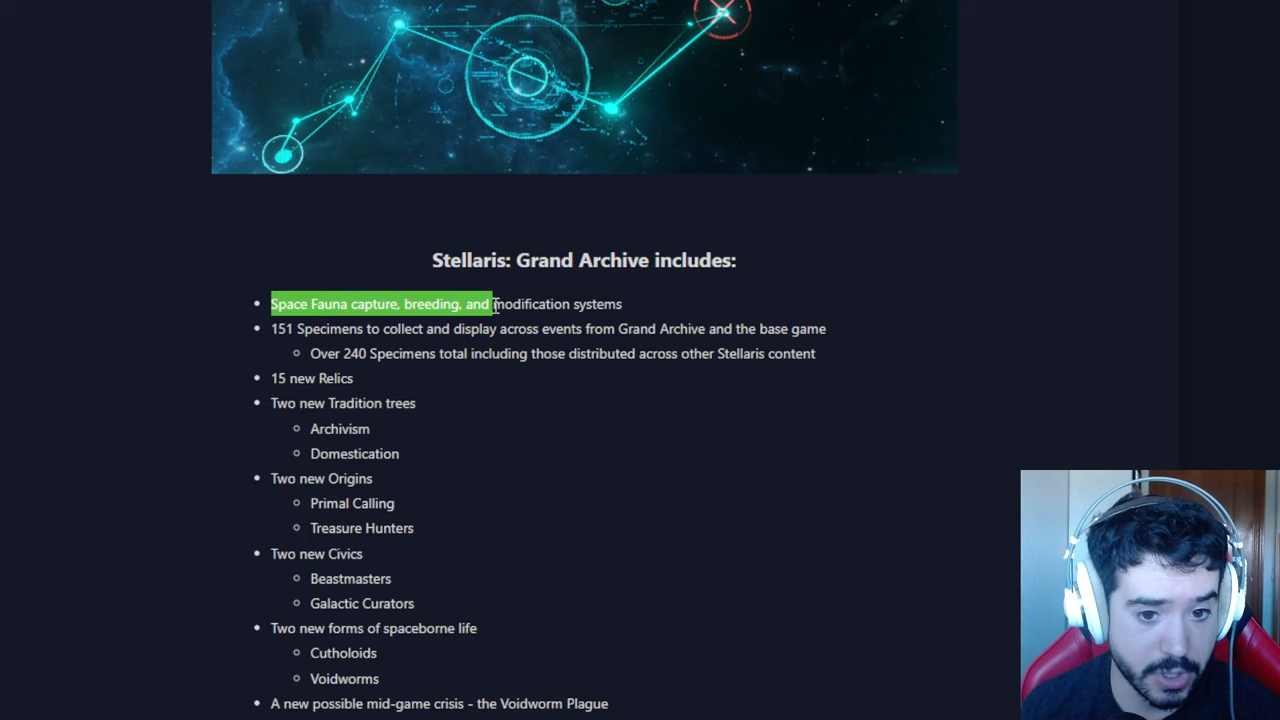 Stellaris: Grand Archive includes:
• Space Fauna capture, breeding, and modification systems
• 151 Specimens to collect and display across events from Grand Archive and the base game
◦ Over 240 Specimens total including those distributed across other Stellaris content
• 15 new Relics
• Two new Tradition trees
◦ Archivism
◦ Domestication
• Two new Origins
◦ Primal Calling
◦ Treasure Hunters
• Two new Civics
◦ Beastmasters
◦ Galactic Curators
• Two new forms of spaceborne life
◦ Cutholoids
◦ Voidworms
• A new possible mid-game crisis - the Voidworm Plague